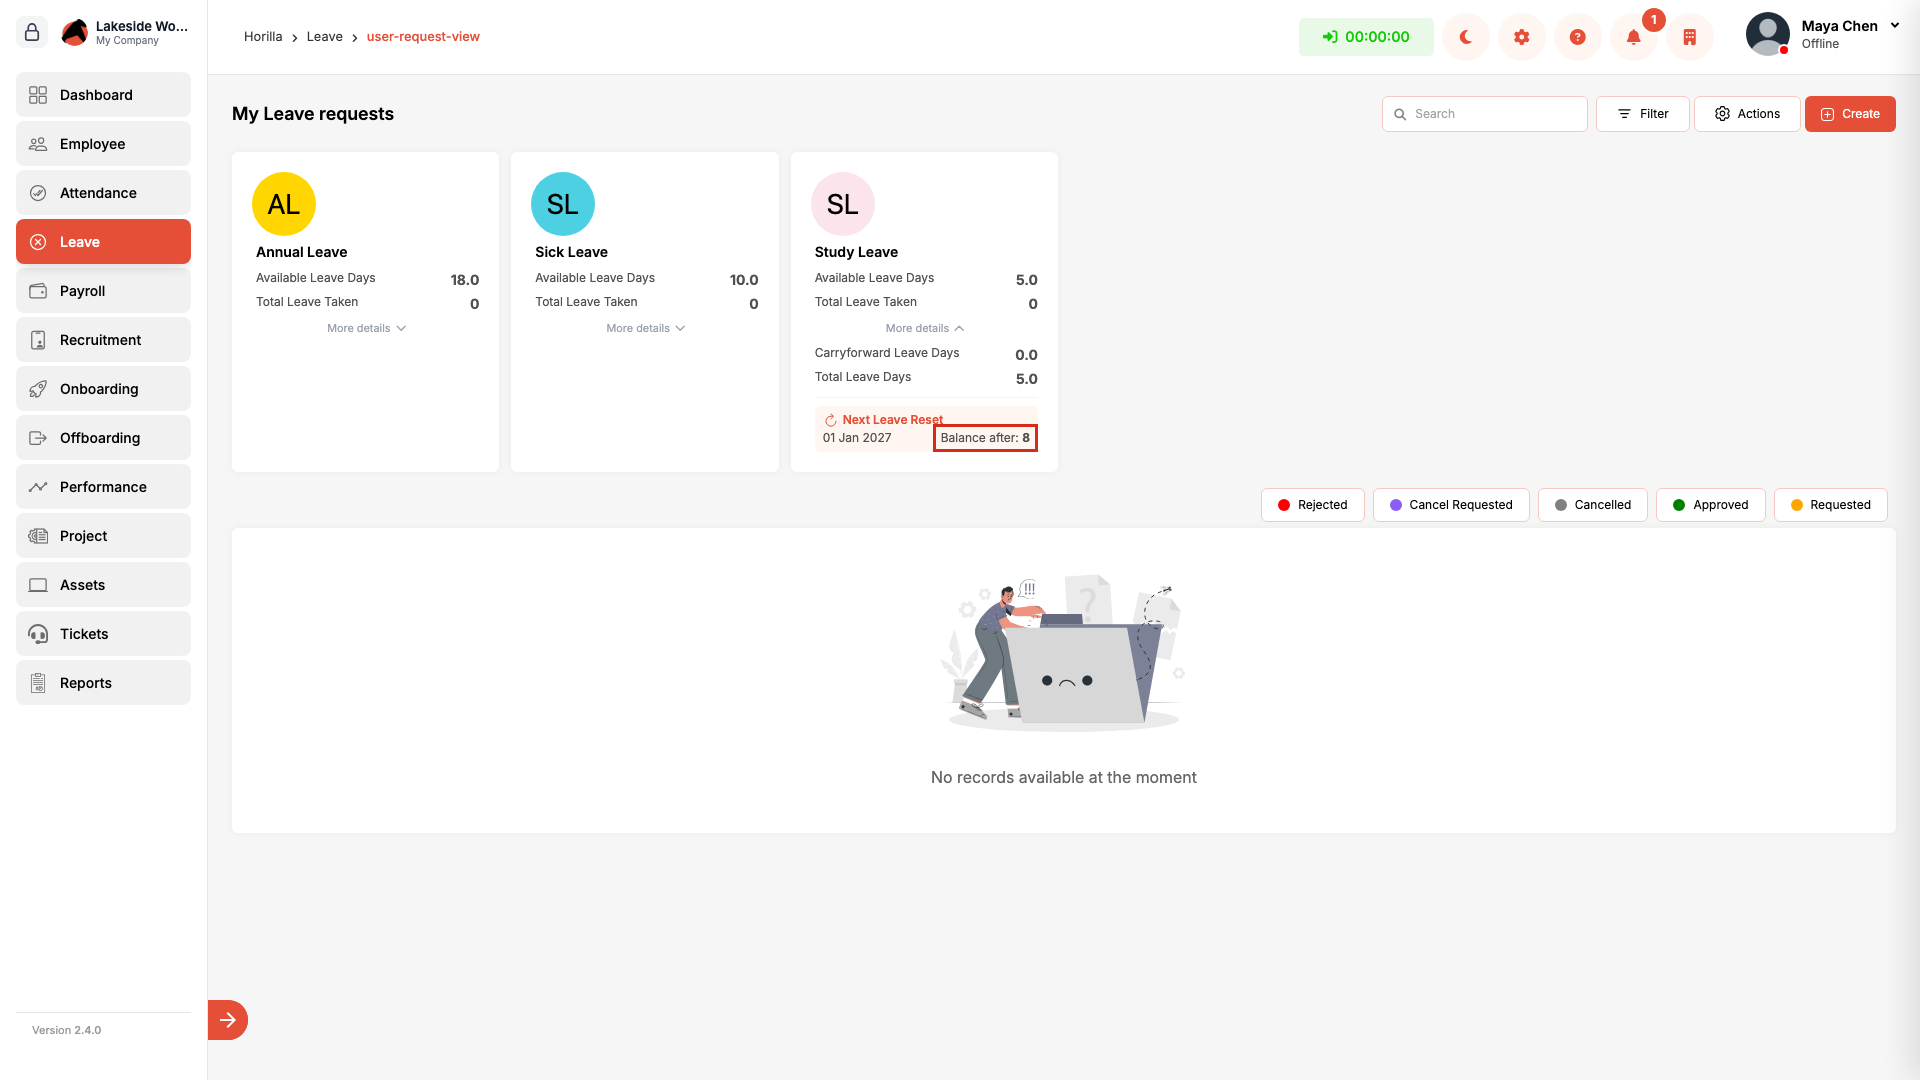 Lakeside Wo...
My Company
Dashboard
Employee
Attendance
Leave
Payroll
Recruitment
Onboarding
Offboarding
Performance
Project
Assets
Tickets
Reports
Version 2.4.0
Horilla
Leave
user-request-view
00:00:00
?
1
Maya Chen
Offline
My Leave requests
Search
Filter
Actions
Create
AL
Annual Leave
Available Leave Days 18.0
Total Leave Taken 0
More details
SL
Sick Leave
Available Leave Days 10.0
Total Leave Taken 0
More details
SL
Study Leave
Available Leave Days 5.0
Total Leave Taken 0
More details
Carryforward Leave Days 0.0
Total Leave Days 5.0
Next Leave Reset
01 Jan 2027
Balance after: 8
Rejected
Cancel Requested
Cancelled
Approved
Requested
!!!
?
No records available at the moment